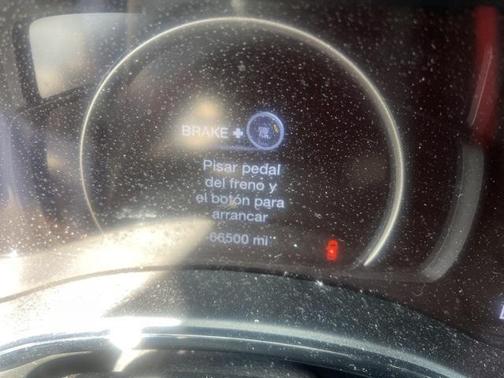 BRAKE +
Pisar pedal
del freno y
el botón para
arrancar
66500 mi